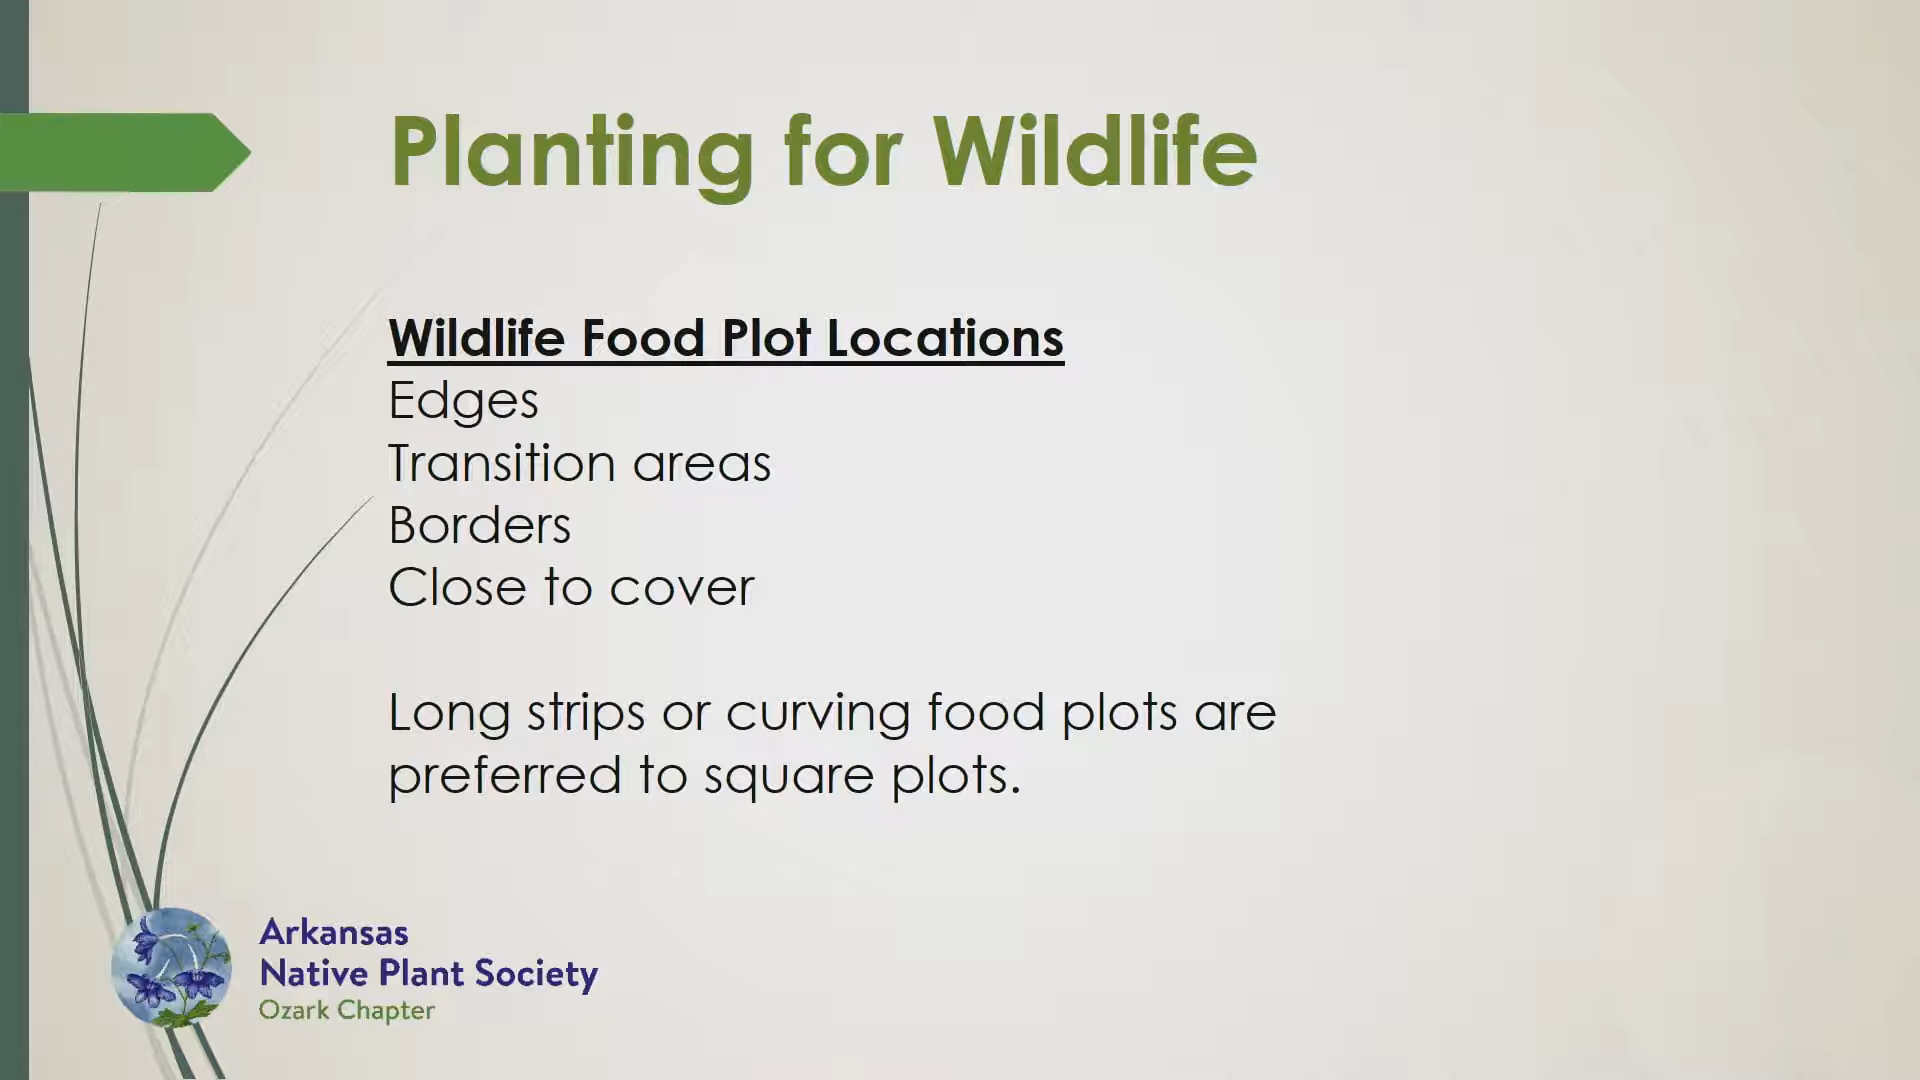 Planting for Wildlife
Wildlife Food Plot Locations
Edges
Transition areas
Borders
Close to cover
Long strips or curving food plots are
preferred to square plots.
Arkansas
Native Plant Society
Ozark Chapter